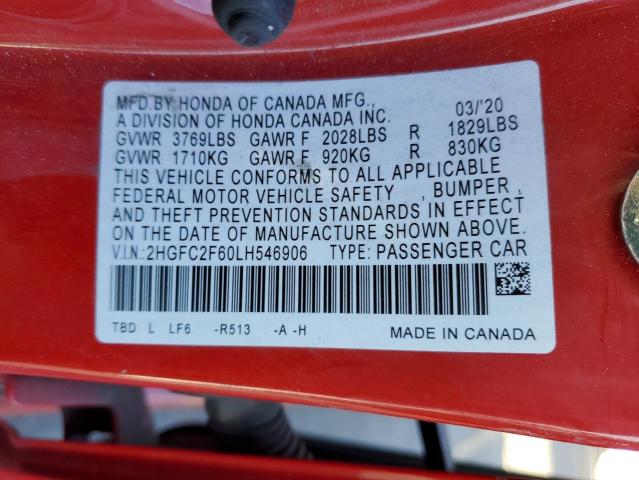 MFD.BY HONDA OF CANADA MFG., 03/'20
A DIVISION OF HONDA CANADA INC.
GVWR 3769LBS GAWR F 2028LBS R 1829LBS
GVWR 1710KG GAWR F 920KG R 830KG
THIS VEHICLE CONFORMS TO ALL APPLICABLE
FEDERAL MOTOR VEHICLE SAFETY , BUMPER ,
AND THEFT PREVENTION STANDARDS IN EFFECT
ON THE DATE OF MANUFACTURE SHOWN ABOVE.
V.I.N.:2HGFC2F60LH546906 TYPE: PASSENGER CAR
TBD L LF6 -R513 -A -H MADE IN CANADA